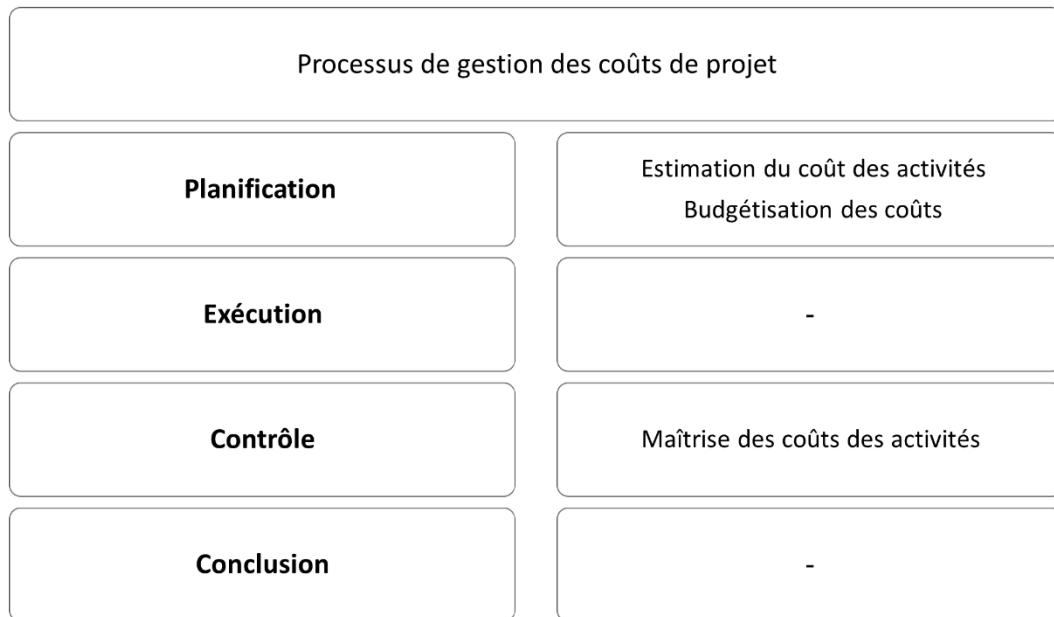 Processus de gestion des coûts de projet
Planification
Estimation du coût des activités
Budgétisation des coûts
Exécution
-
Contrôle
Maîtrise des coûts des activités
Conclusion
-